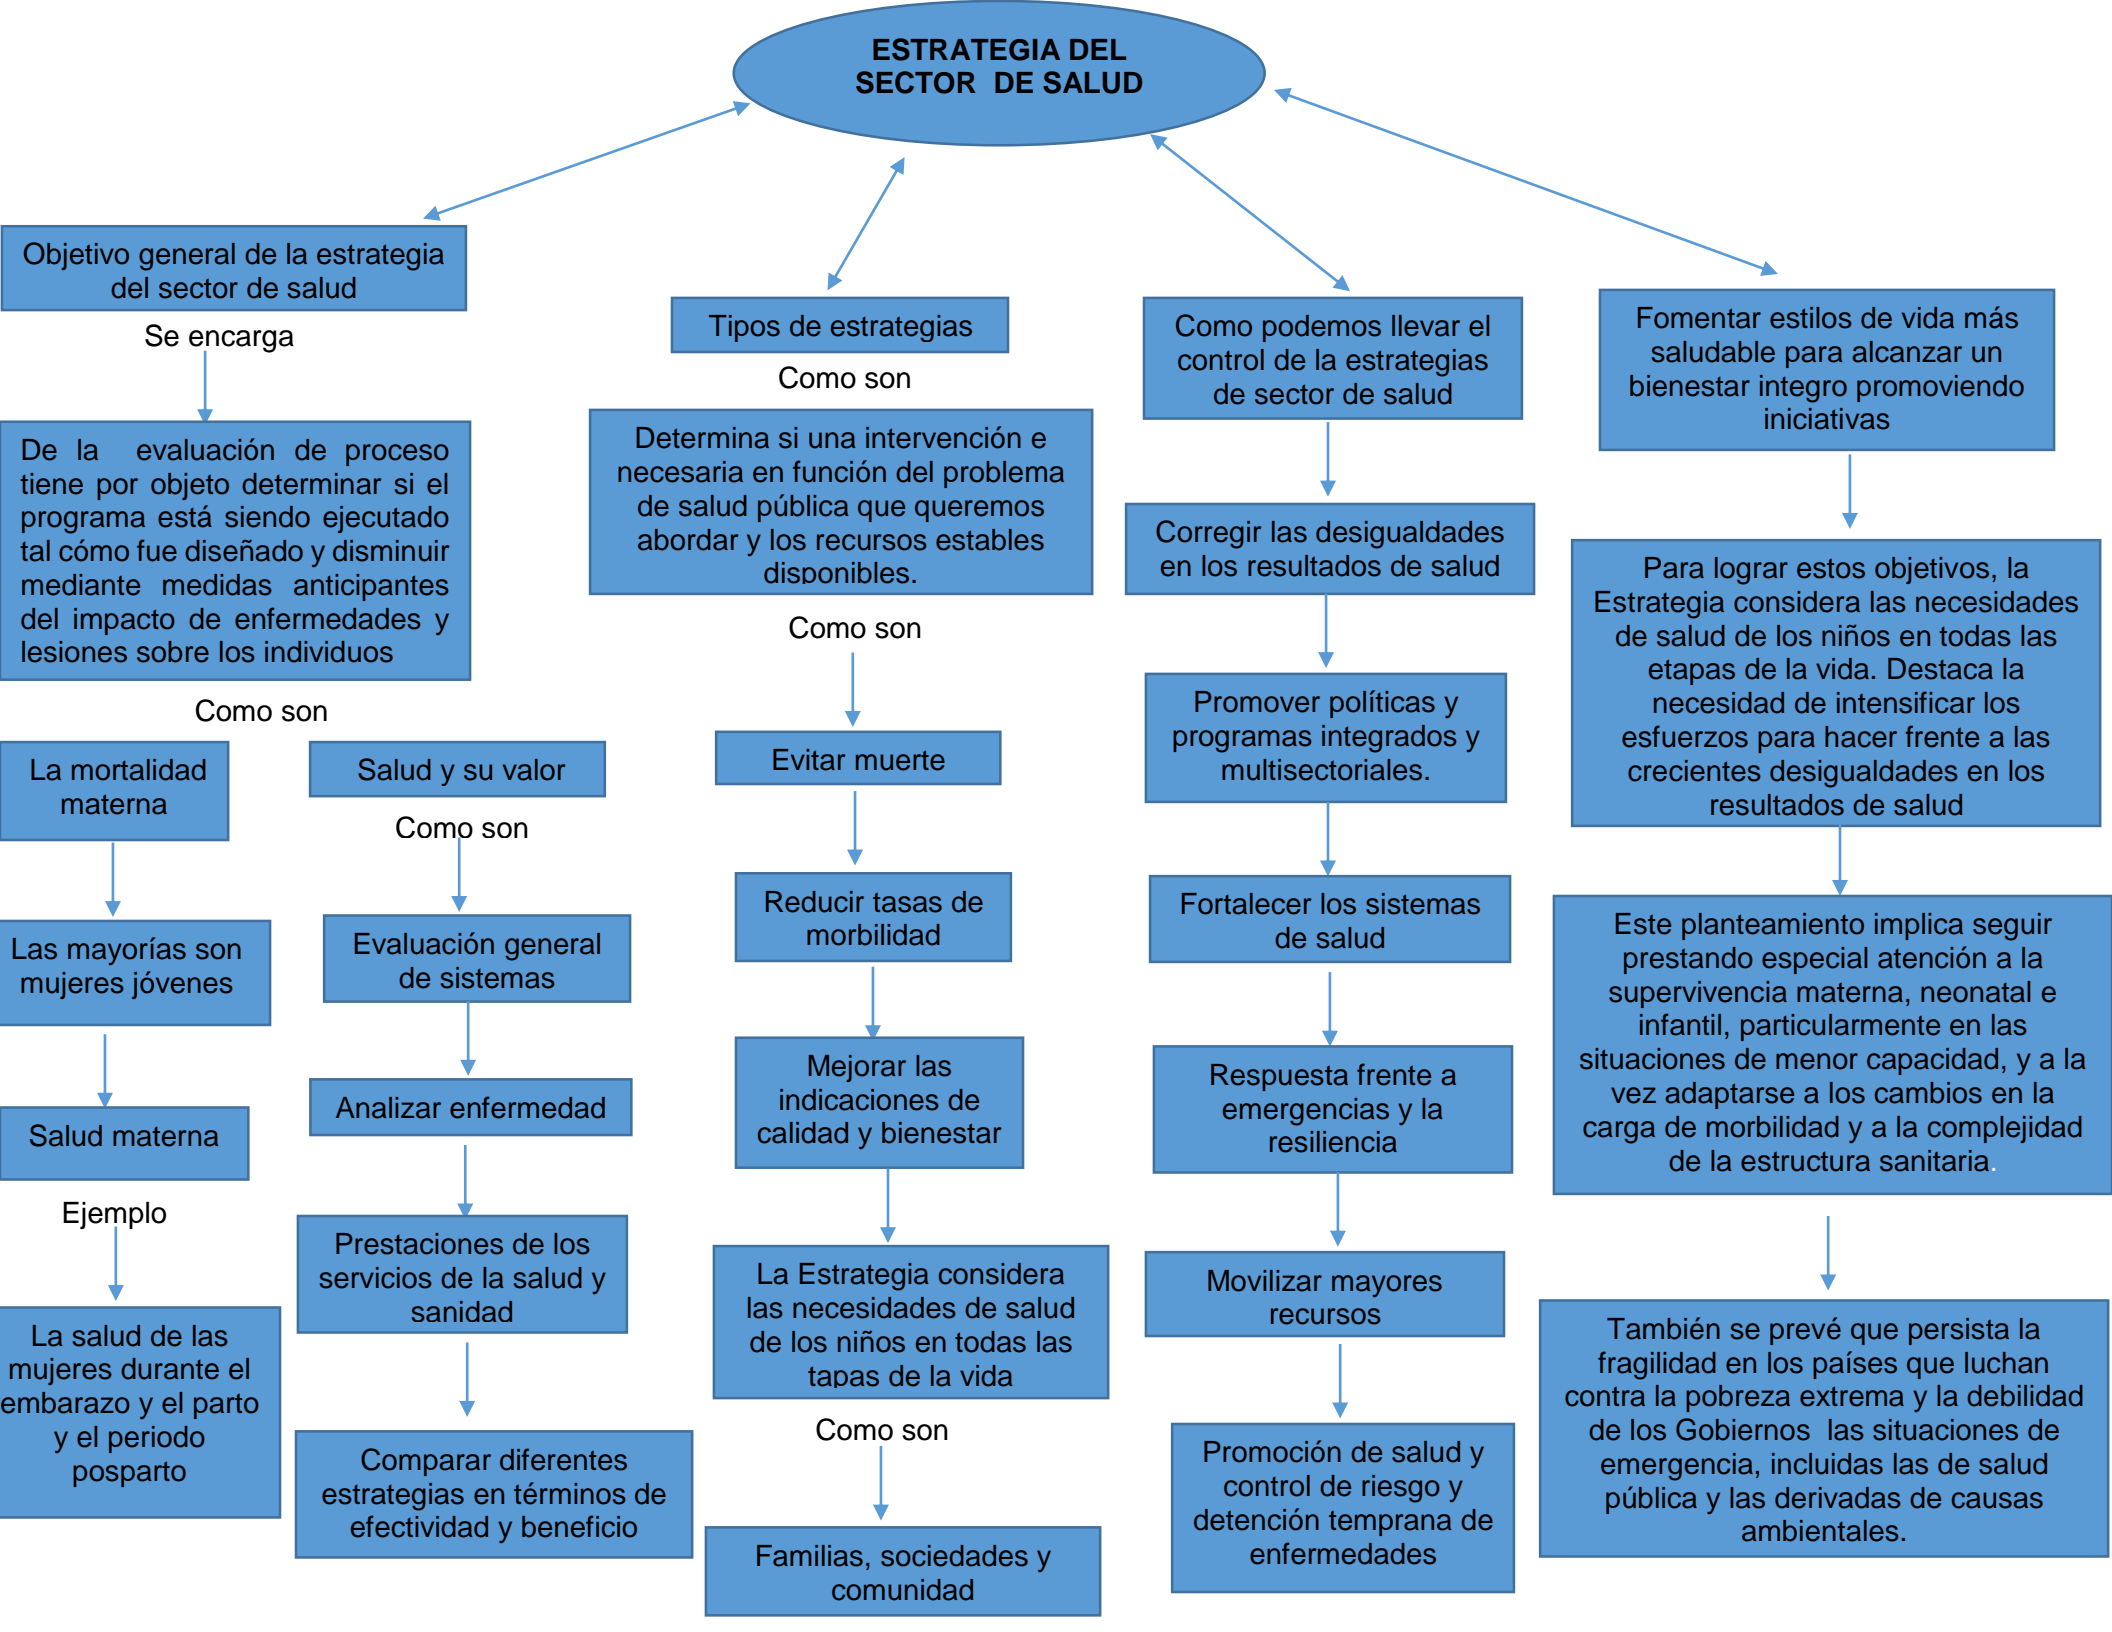 ESTRATEGIA DEL
SECTOR DE SALUD
Objetivo general de la estrategia
del sector de salud
Se encarga
De la evaluación de proceso
tiene por objeto determinar si el
programa está siendo ejecutado
tal cómo fue diseñado y disminuir
mediante medidas anticipantes
del impacto de enfermedades y
lesiones sobre los individuos
Como son
La mortalidad
materna
Las mayorías son
mujeres jóvenes
Salud materna
Ejemplo
La salud de las
mujeres durante el
embarazo y el parto
y el periodo
posparto
Salud y su valor
Como son
Evaluación general
de sistemas
Analizar enfermedad
Prestaciones de los
servicios de la salud y
sanidad
Comparar diferentes
estrategias en términos de
efectividad y beneficio
Tipos de estrategias
Como son
Determina si una intervención e
necesaria en función del problema
de salud pública que queremos
abordar y los recursos estables
disponibles.
Como son
Evitar muerte
Reducir tasas de
morbilidad
Mejorar las
indicaciones de
calidad y bienestar
La Estrategia considera
las necesidades de salud
de los niños en todas las
tapas de la vida
Como son
Familias, sociedades y
comunidad
Como podemos llevar el
control de la estrategias
de sector de salud
Corregir las desigualdades
en los resultados de salud
Promover políticas y
programas integrados y
multisectoriales.
Fortalecer los sistemas
de salud
Respuesta frente a
emergencias y la
resiliencia
Movilizar mayores
recursos
Promoción de salud y
control de riesgo y
detención temprana de
enfermedades
Fomentar estilos de vida más
saludable para alcanzar un
bienestar integro promoviendo
iniciativas
Para lograr estos objetivos, la
Estrategia considera las necesidades
de salud de los niños en todas las
etapas de la vida. Destaca la
necesidad de intensificar los
esfuerzos para hacer frente a las
crecientes desigualdades en los
resultados de salud
Este planteamiento implica seguir
prestando especial atención a la
supervivencia materna, neonatal e
infantil, particularmente en las
situaciones de menor capacidad, y a la
vez adaptarse a los cambios en la
carga de morbilidad y a la complejidad
de la estructura sanitaria.
También se prevé que persista la
fragilidad en los países que luchan
contra la pobreza extrema y la debilidad
de los Gobiernos las situaciones de
emergencia, incluidas las de salud
pública y las derivadas de causas
ambientales.